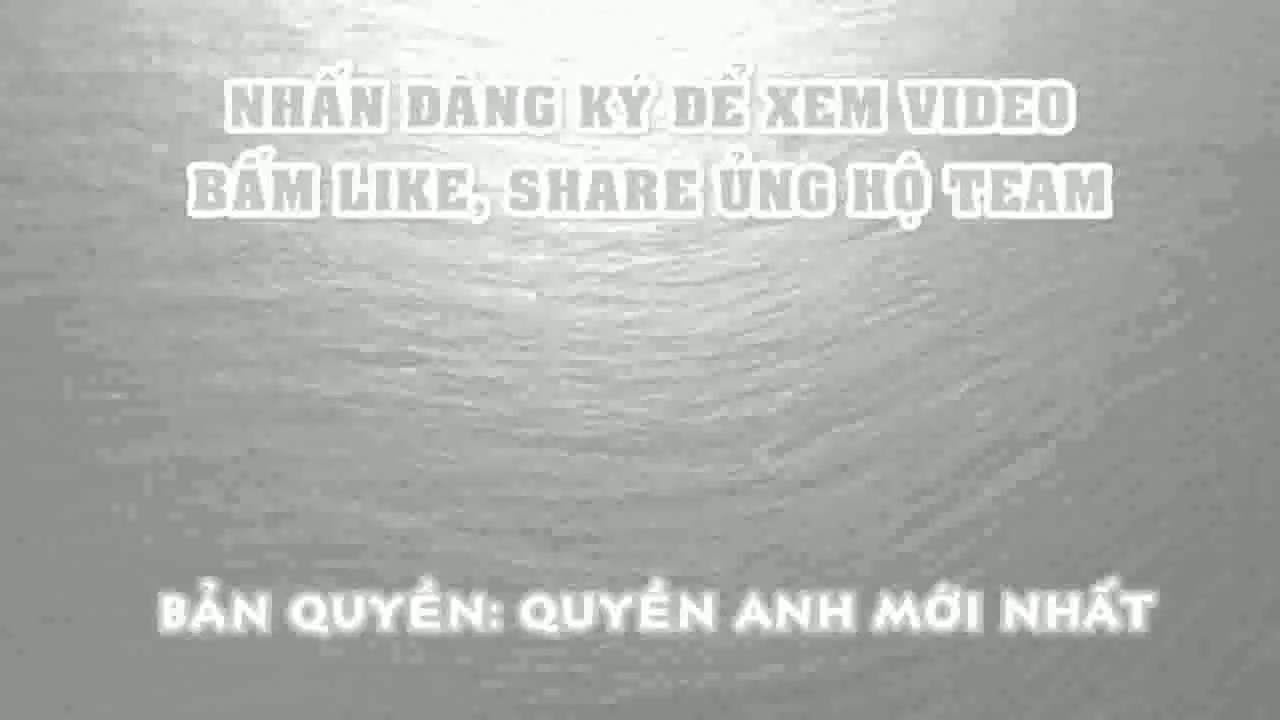 NHẤN ĐĂNG KÝ ĐỂ XEM VIDEO
BẤM LIKE, SHARE ỦNG HỘ TEAM
BẢN QUYỀN: QUYỀN ANH MỚI NHẤT